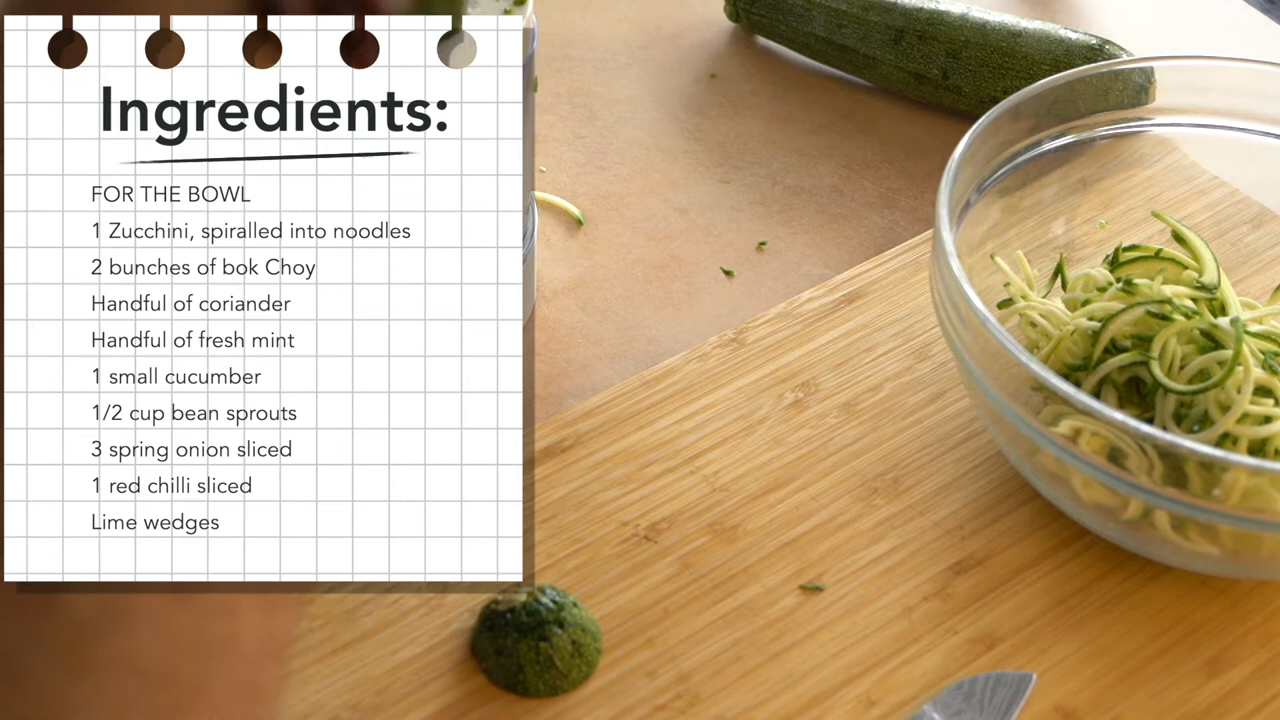 Ingredients:
FOR THE BOWL
1 Zucchini, spiralled into noodles
2 bunches of bok Choy
Handful of coriander
Handful of fresh mint
1 small cucumber
1/2 cup bean sprouts
3 spring onion sliced
1 red chilli sliced
Lime wedges